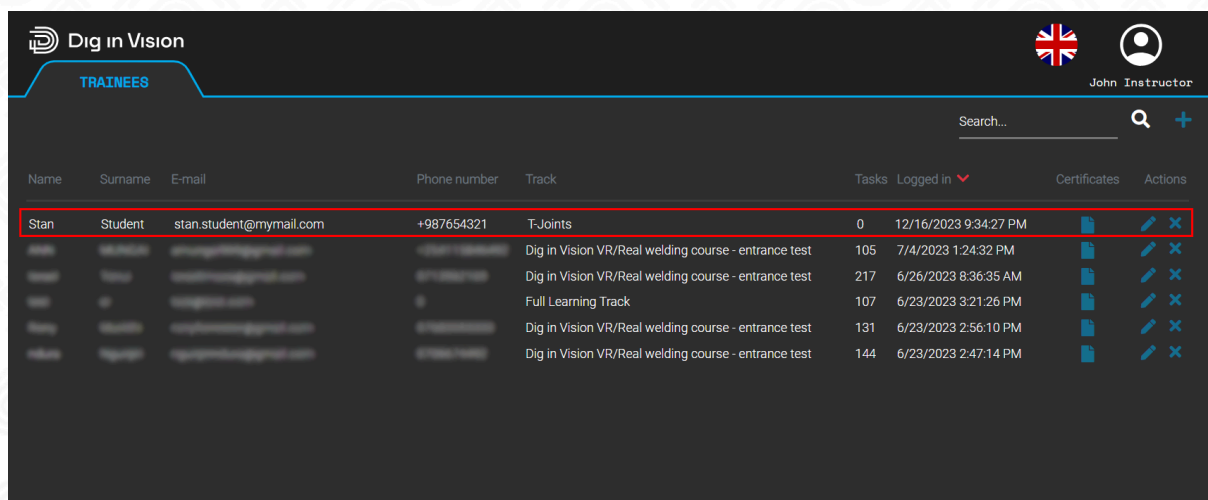 Dig in Vision
TRAINEES
John Instructor
Search...
Name Surname E-mail Phone number Track Tasks Logged in Certificates Actions
Stan Student stan.student@mymail.com +987654321 T-Joints 0 12/16/2023 9:34:27 PM
Dig in Vision VR/Real welding course - entrance test 105 7/4/2023 1:24:32 PM
Dig in Vision VR/Real welding course - entrance test 217 6/26/2023 8:36:35 AM
Full Learning Track 107 6/23/2023 3:21:26 PM
Dig in Vision VR/Real welding course - entrance test 131 6/23/2023 2:56:10 PM
Dig in Vision VR/Real welding course - entrance test 144 6/23/2023 2:47:14 PM